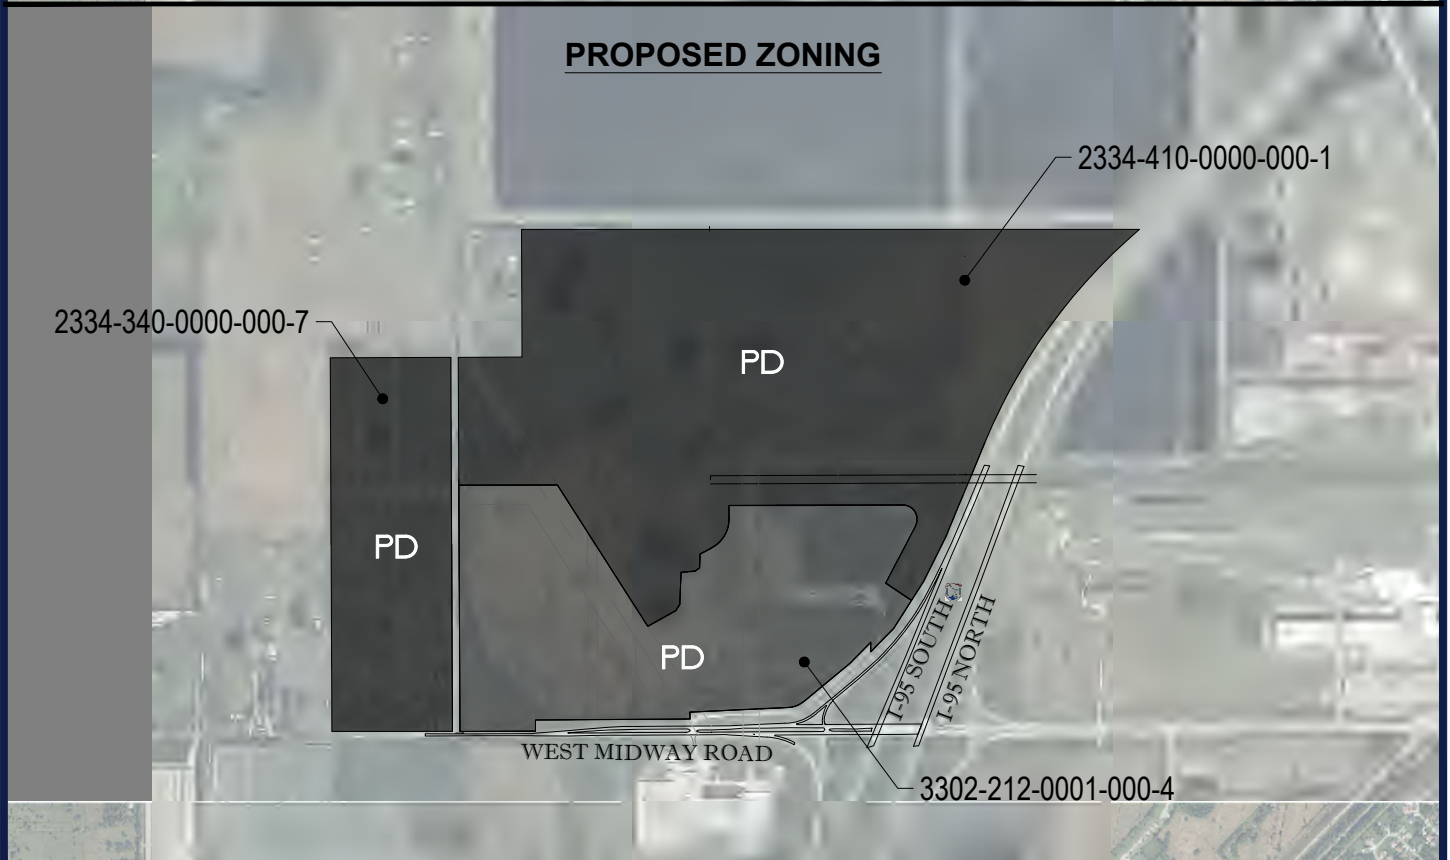 PROPOSED ZONING
2334-410-0000-000-1
2334-340-0000-000-7
PD
PD
PD
I-95 SOUTH
I-95 NORTH
WEST MIDWAY ROAD
3302-212-0001-000-4